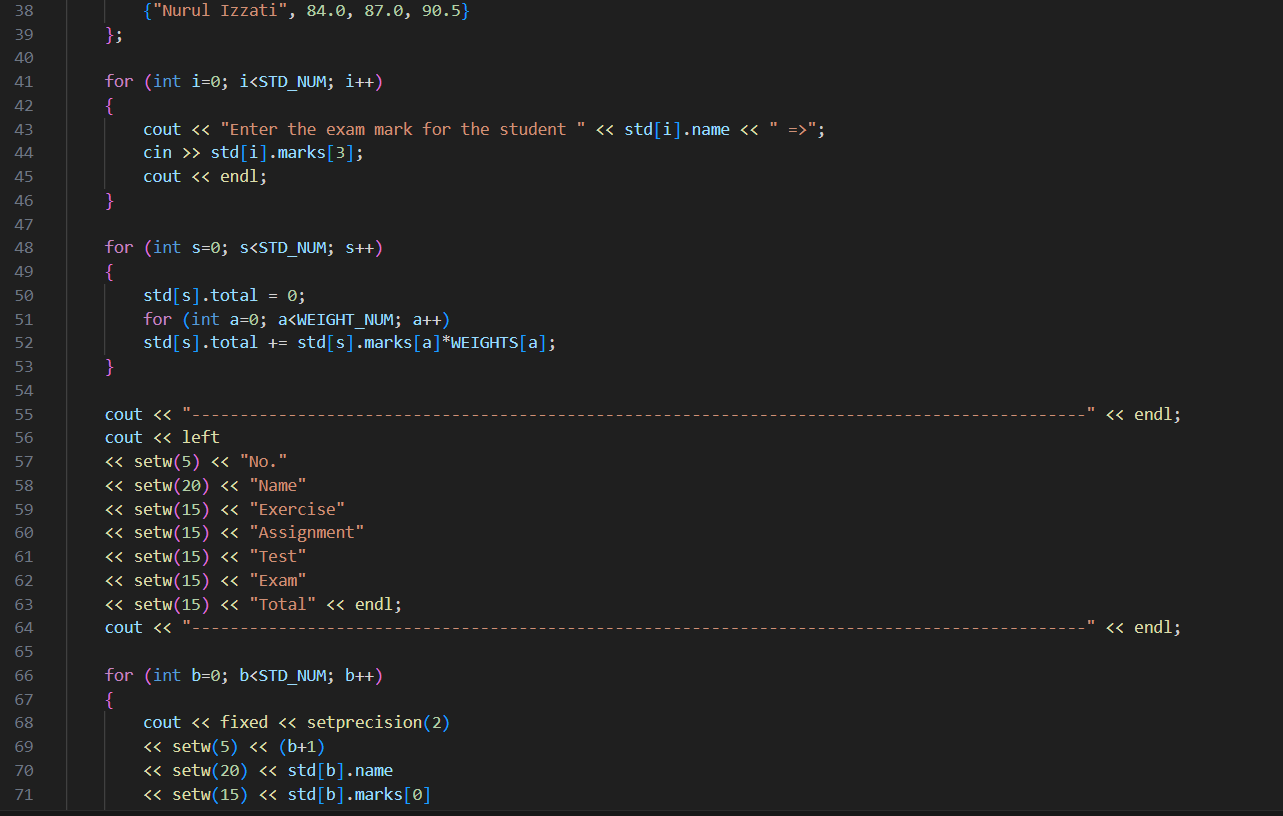 38 {"Nurul Izzati", 84.0, 87.0, 90.5}
39 };
40
41 for (int i=0; i<STD_NUM; i++)
42 {
43 cout << "Enter the exam mark for the student " << std[i].name << " =>";
44 cin >> std[i].marks[3];
45 cout << endl;
46 }
47
48 for (int s=0; s<STD_NUM; s++)
49 {
50 std[s].total = 0;
51 for (int a=0; a<WEIGHT_NUM; a++)
52 std[s].total += std[s].marks[a]*WEIGHTS[a];
53 }
54
55 cout << "---------------------------------------------------------------------------------------------" << endl;
56 cout << left
57 << setw(5) << "No."
58 << setw(20) << "Name"
59 << setw(15) << "Exercise"
60 << setw(15) << "Assignment"
61 << setw(15) << "Test"
62 << setw(15) << "Exam"
63 << setw(15) << "Total" << endl;
64 cout << "---------------------------------------------------------------------------------------------" << endl;
65
66 for (int b=0; b<STD_NUM; b++)
67 {
68 cout << fixed << setprecision(2)
69 << setw(5) << (b+1)
70 << setw(20) << std[b].name
71 << setw(15) << std[b].marks[0]